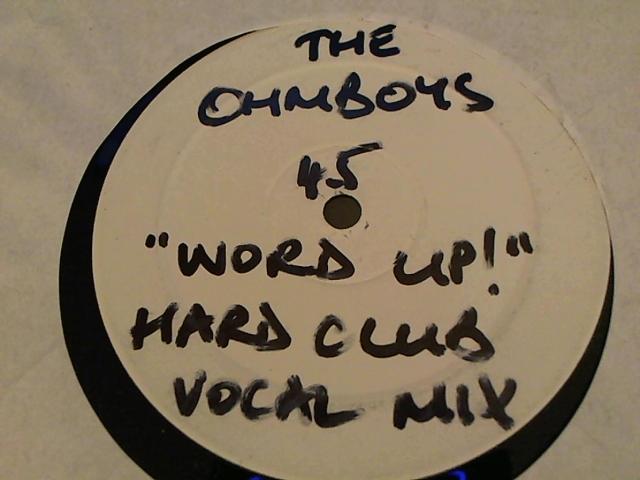 THE
OHMBOYS
45
"WORD UP!"
HARD CLUB
VOCAL MIX